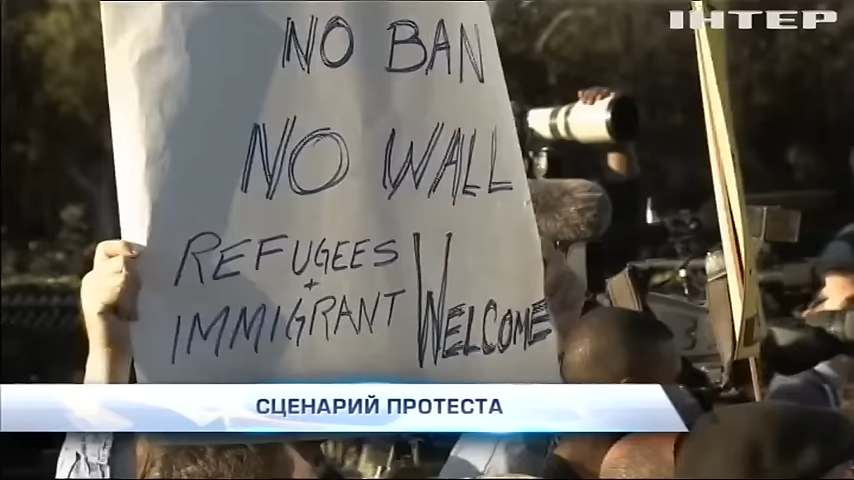 ІНТЕР
NO BAN
NO WALL
REFUGEES
+
IMMIGRANT WELCOME
СЦЕНАРИЙ ПРОТЕСТА